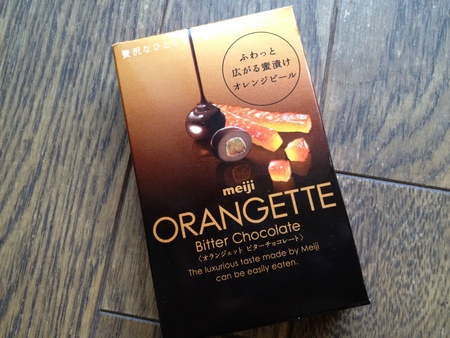 贅沢なひと
ふわっと
広がる蜜漬け
オレンジピール
meiji
ORANGETTE
Bitter Chocolate
〈オランジェット ビターチョコレート〉
The luxurious taste made by Meiji
can be easily eaten.